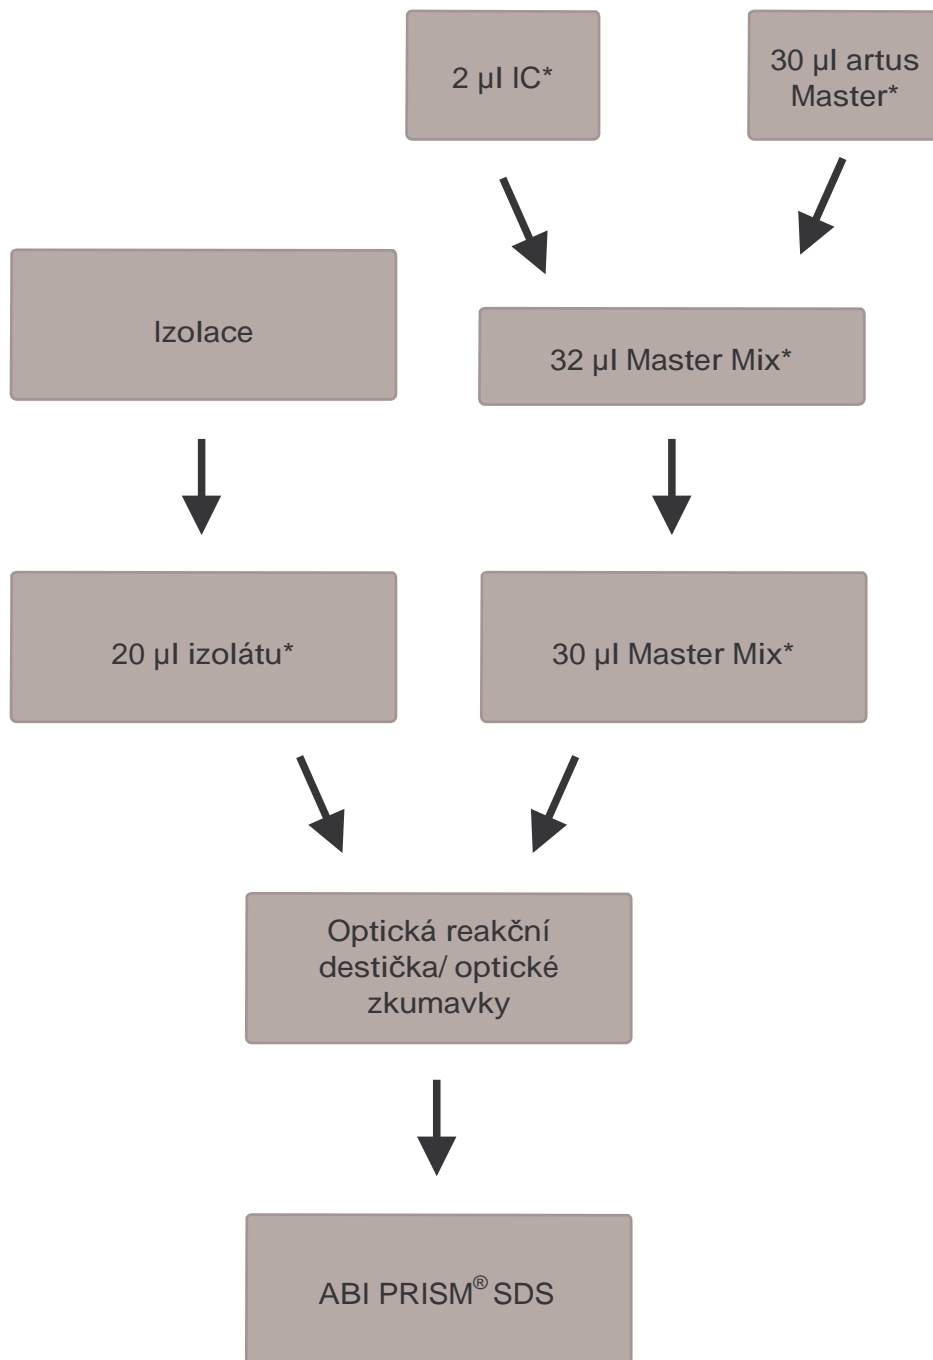 2 µl IC*
30 µl artus
Master*
Izolace
32 µl Master Mix*
20 µl izolátu*
30 µl Master Mix*
Optická reakční
destička/ optické
zkumavky
ABI PRISM® SDS